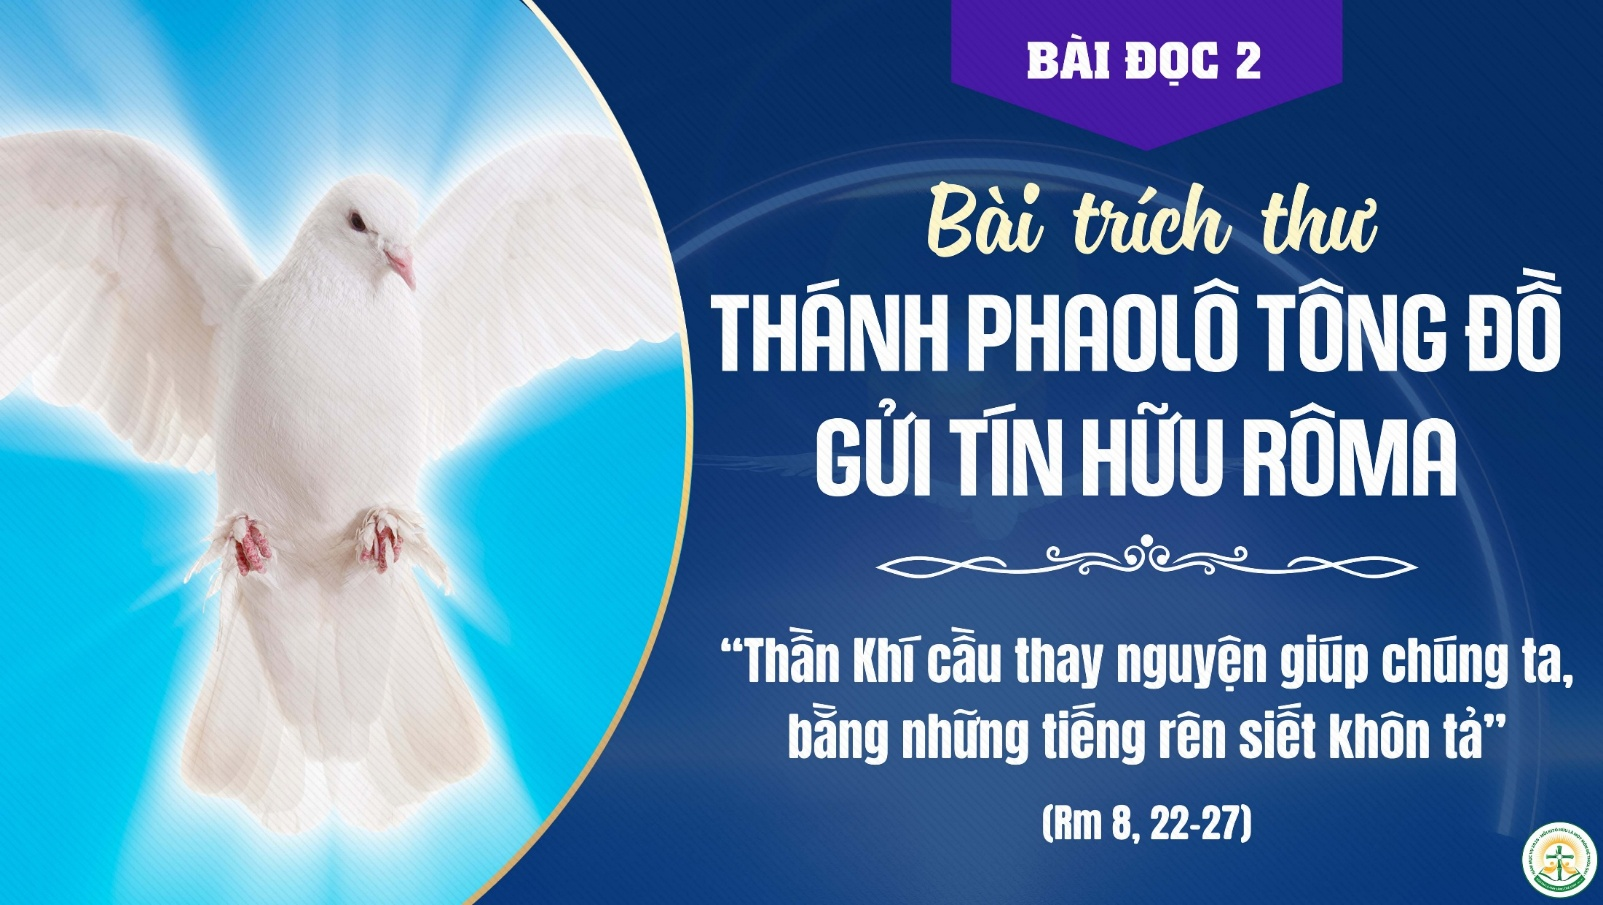 BÀI ĐỌC 2
Bài trích thư
THÁNH PHAOLÔ TÔNG ĐỒ
GỬI TÍN HỮU RÔMA
“Thần Khí cầu thay nguyện giúp chúng ta,
bằng những tiếng rên siết khôn tả”
(Rm 8, 22-27)